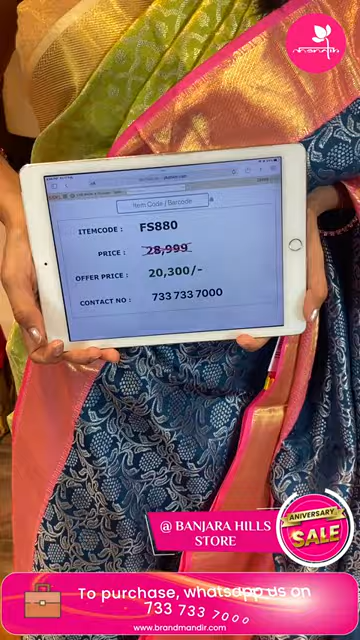 Item Code / Barcode
ITEMCODE : FS880
PRICE : 28,999
OFFER PRICE : 20,300/-
CONTACT NO : 733 733 7000
@ BANJARA HILLS
STORE
ANIVERSARY
SALE
To purchase, whatsapp us on
733 733 7000
www.brandmandir.com